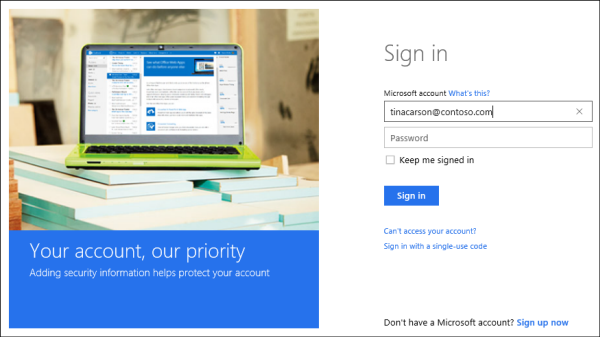 Sign in
Microsoft account What's this?
tinacarson@contoso.com
Password
Keep me signed in
Sign in
Can't access your account?
Sign in with a single-use code
Your account, our priority
Adding security information helps protect your account
Don't have a Microsoft account? Sign up now